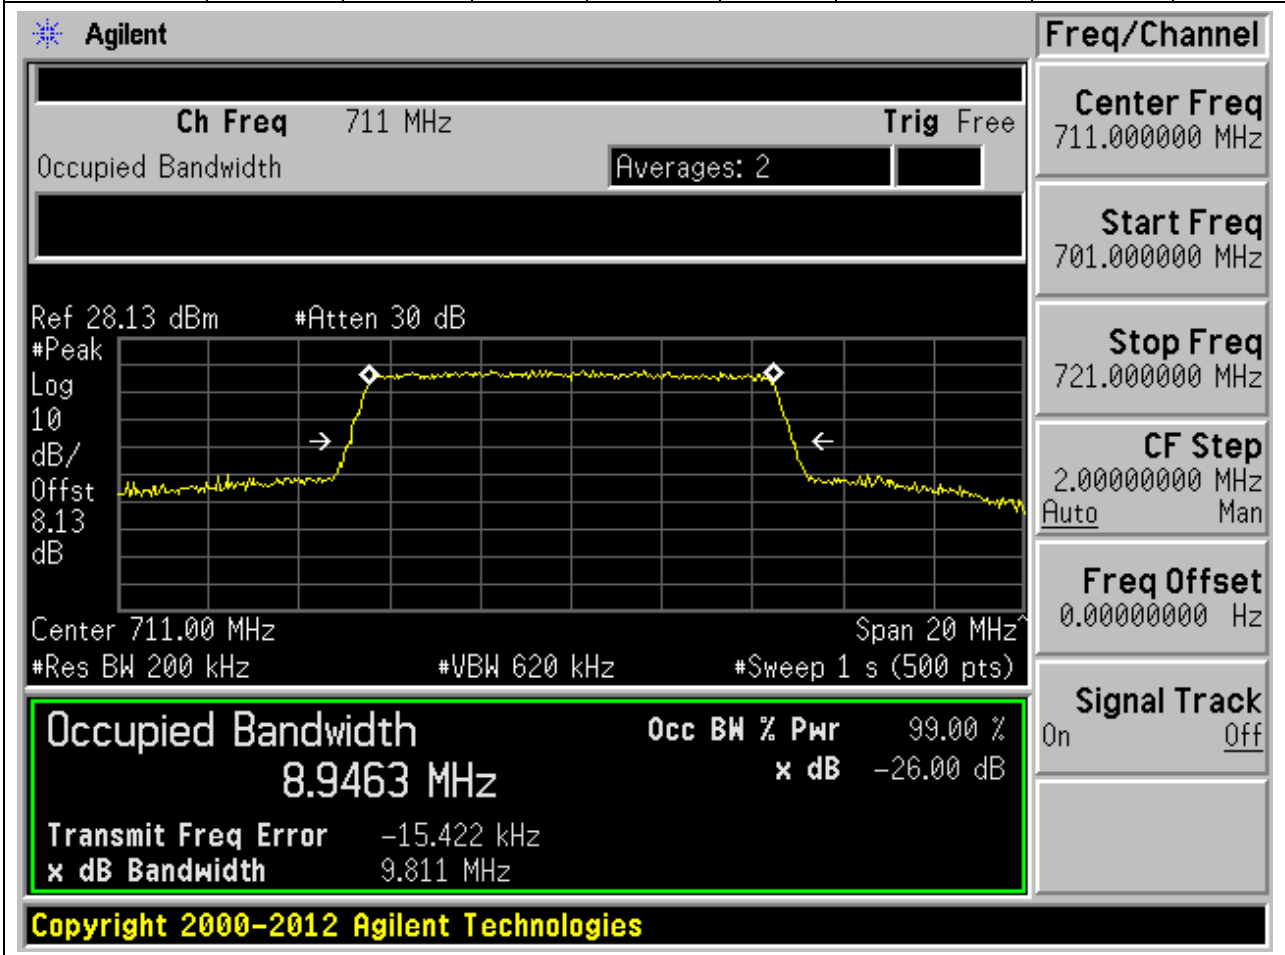 Agilent
Freq/Channel
Ch Freq 711 MHz Trig Free
Occupied Bandwidth Averages: 2
Center Freq
711.000000 MHz
Start Freq
701.000000 MHz
Stop Freq
721.000000 MHz
CF Step
2.00000000 MHz
Auto Man
Freq Offset
0.00000000 Hz
Signal Track
On Off
Ref 28.13 dBm #Atten 30 dB
#Peak
Log
10
dB/
Offst
8.13
dB
Center 711.00 MHz Span 20 MHz^
#Res BW 200 kHz #VBW 620 kHz #Sweep 1 s (500 pts)
Occupied Bandwidth Occ BW % Pwr 99.00 %
8.9463 MHz x dB -26.00 dB
Transmit Freq Error -15.422 kHz
x dB Bandwidth 9.811 MHz
Copyright 2000-2012 Agilent Technologies